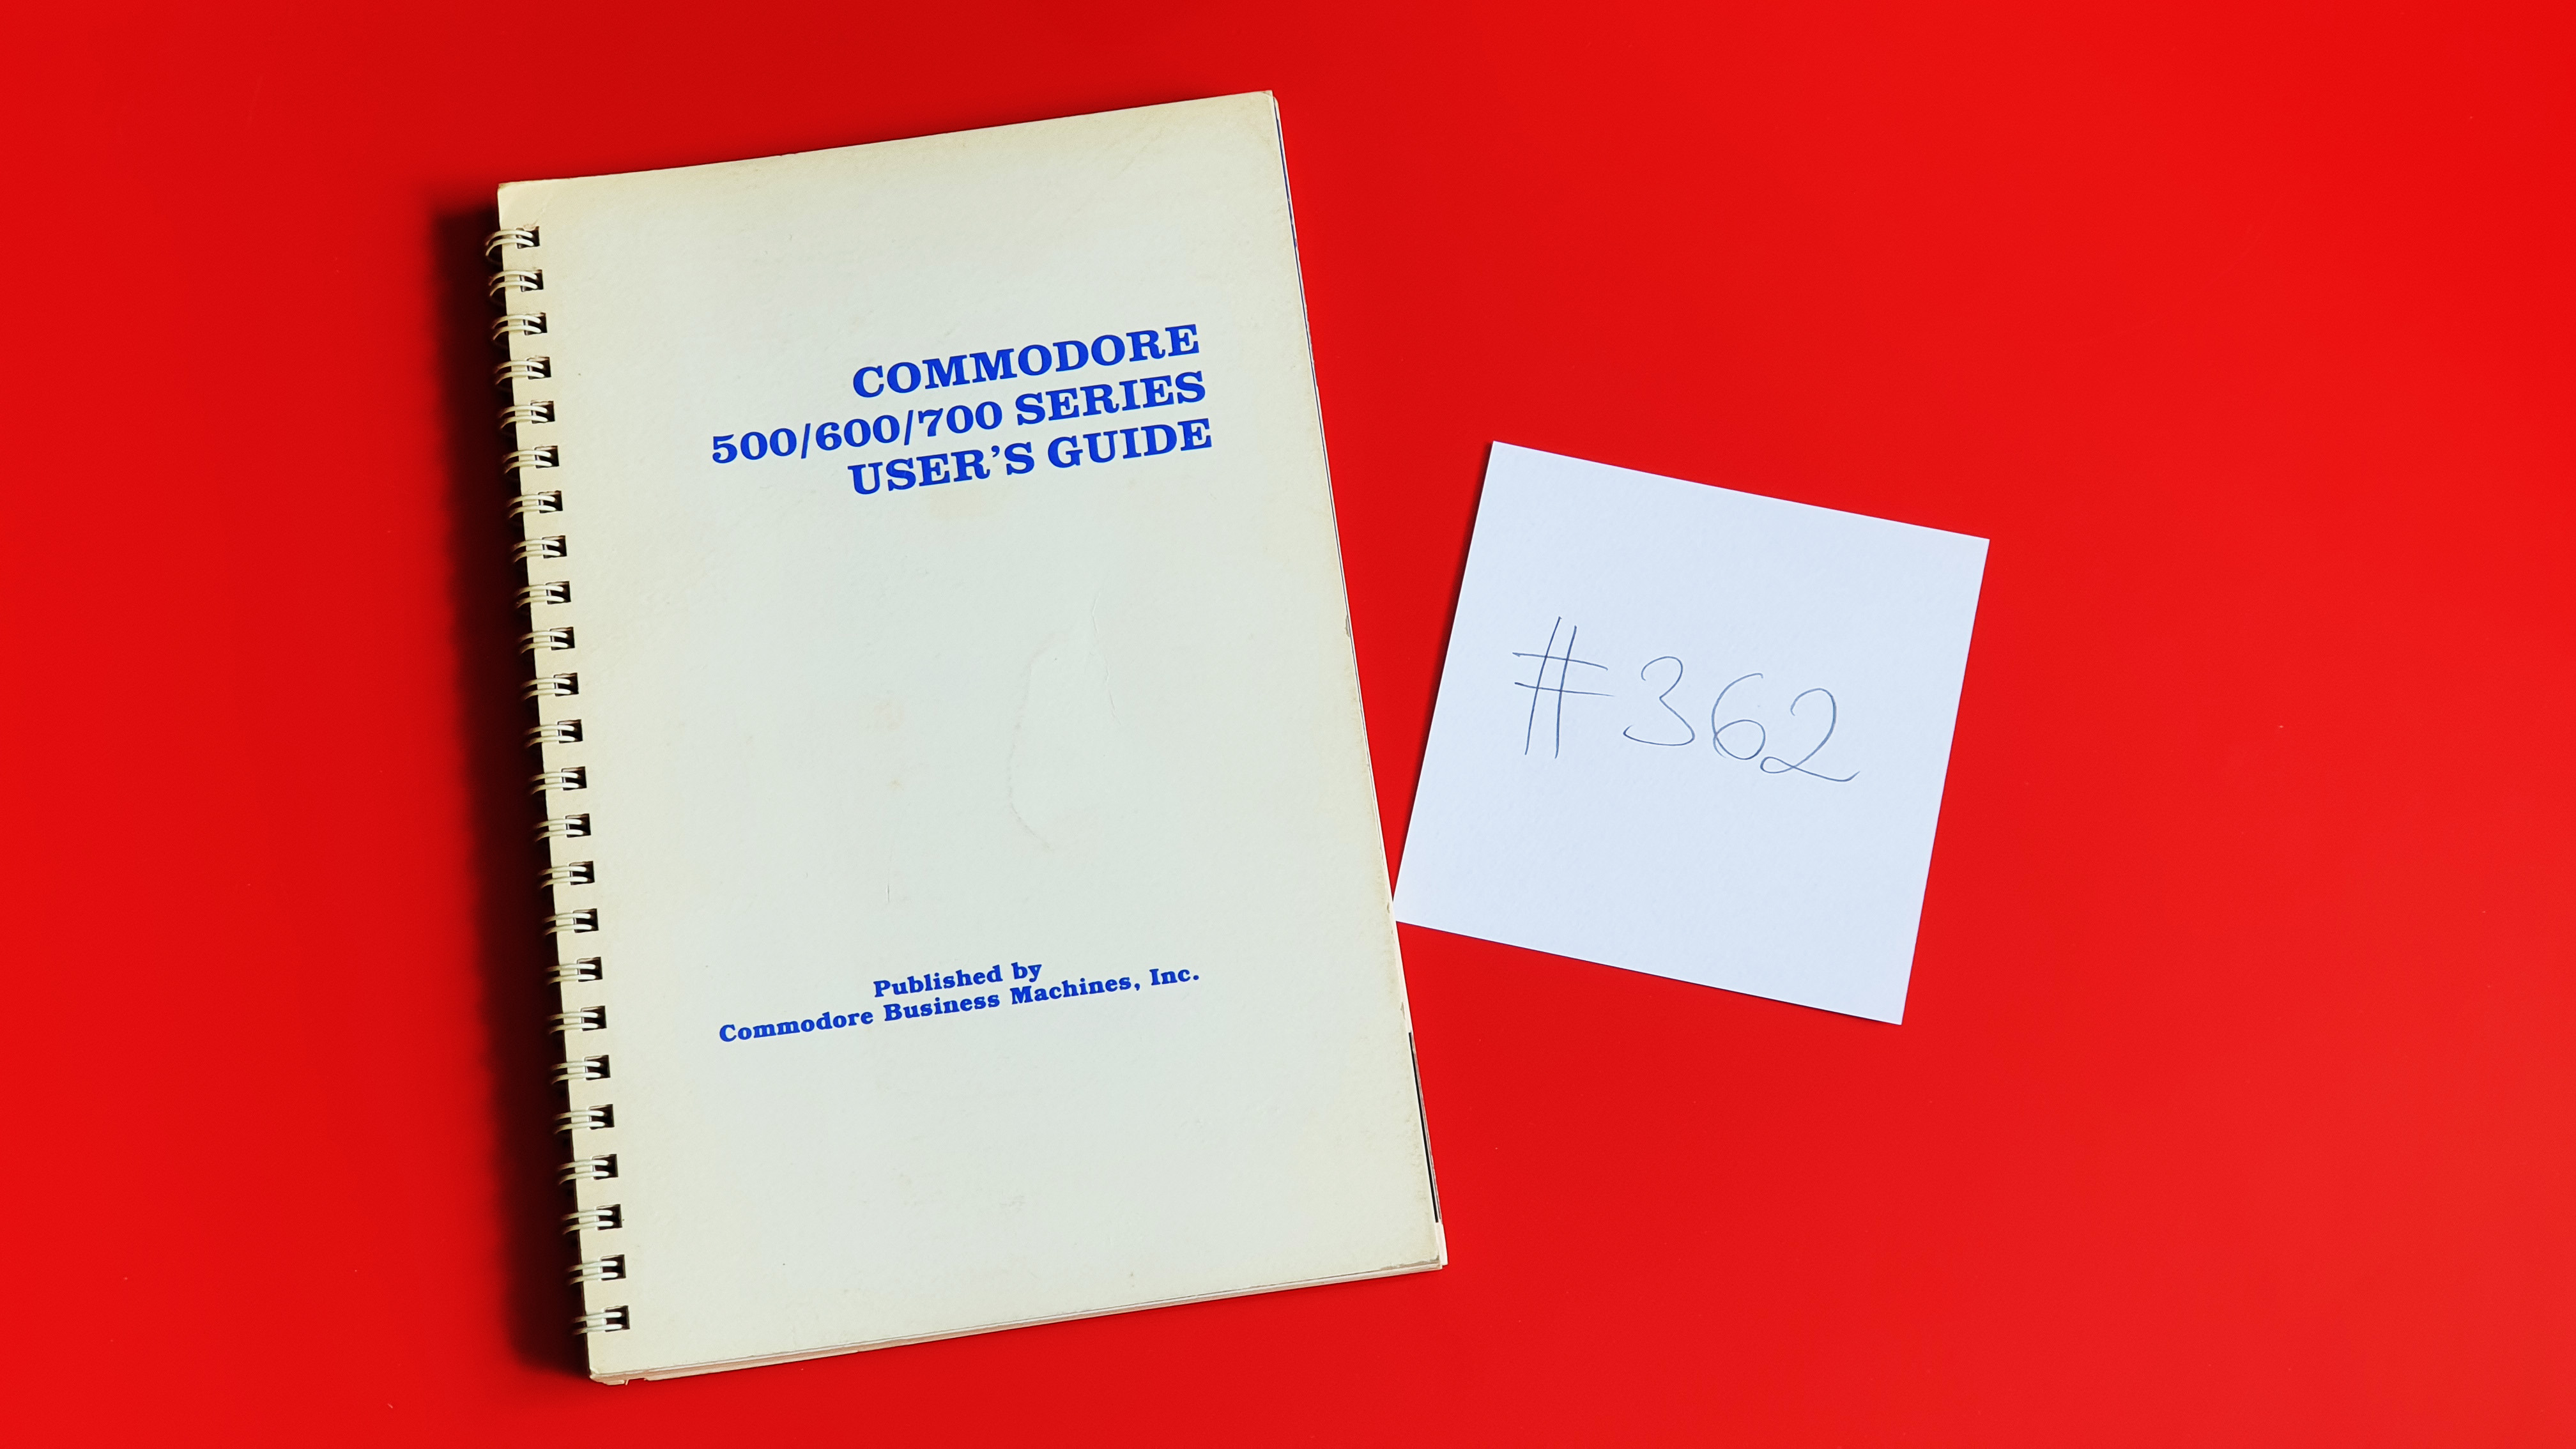 COMMODORE
500/600/700 SERIES
USER'S GUIDE
Published by
Commodore Business Machines, Inc.
#362